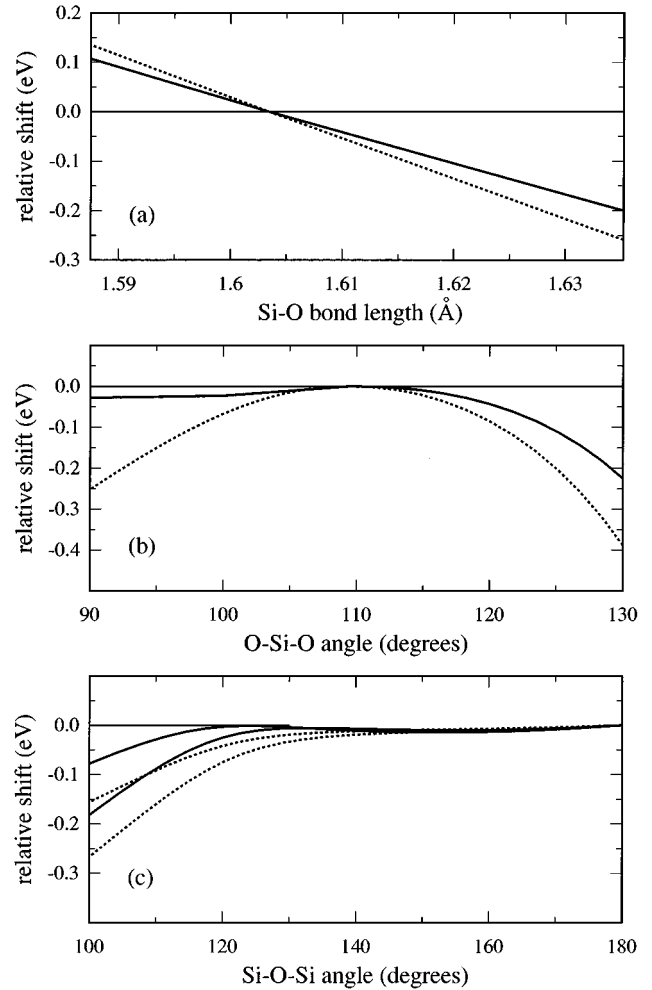 0.2
0.1
0.0
-0.1
-0.2
-0.3
relative shift (eV)
(a)
1.59 1.6 1.61 1.62 1.63
Si-O bond length (Å)
0.0
-0.1
-0.2
-0.3
-0.4
relative shift (eV)
(b)
90 100 110 120 130
O-Si-O angle (degrees)
0.0
-0.1
-0.2
-0.3
relative shift (eV)
(c)
100 120 140 160 180
Si-O-Si angle (degrees)